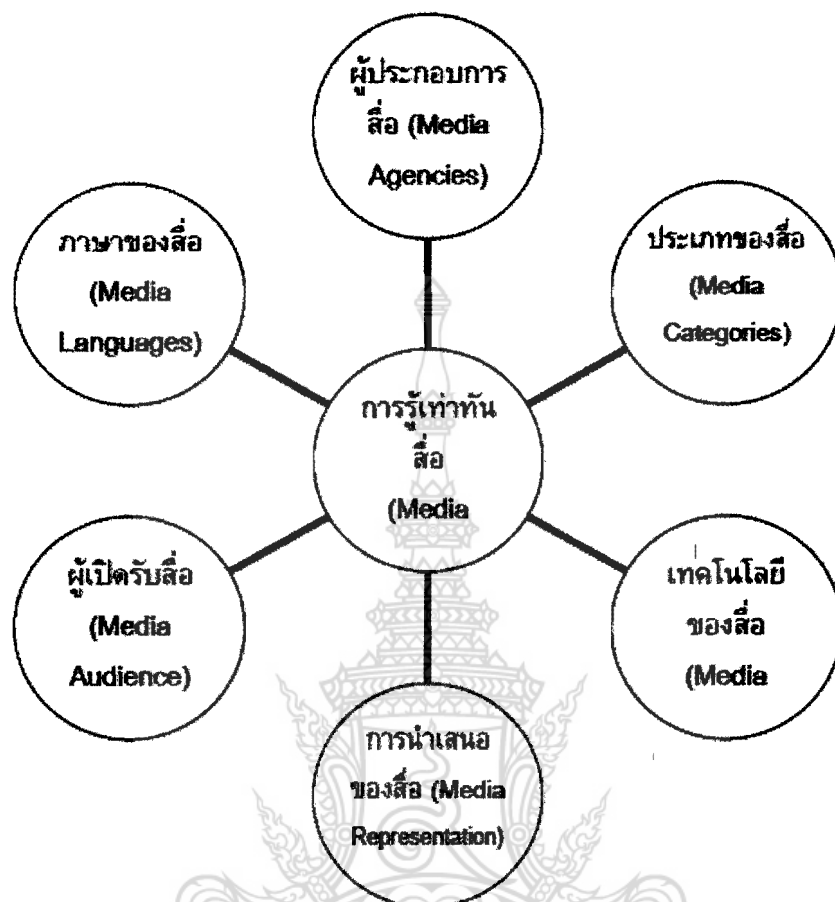 ผู้ประกอบการ
สื่อ (Media
Agencies)
ประเภทของสื่อ
(Media
Categories)
เทคโนโลยี
ของสื่อ
(Media
การนำเสนอ
ของสื่อ (Media
Representation)
ผู้เปิดรับสื่อ
(Media
Audience)
ภาษาของสื่อ
(Media
Languages)
การรู้เท่าทัน
สื่อ
(Media